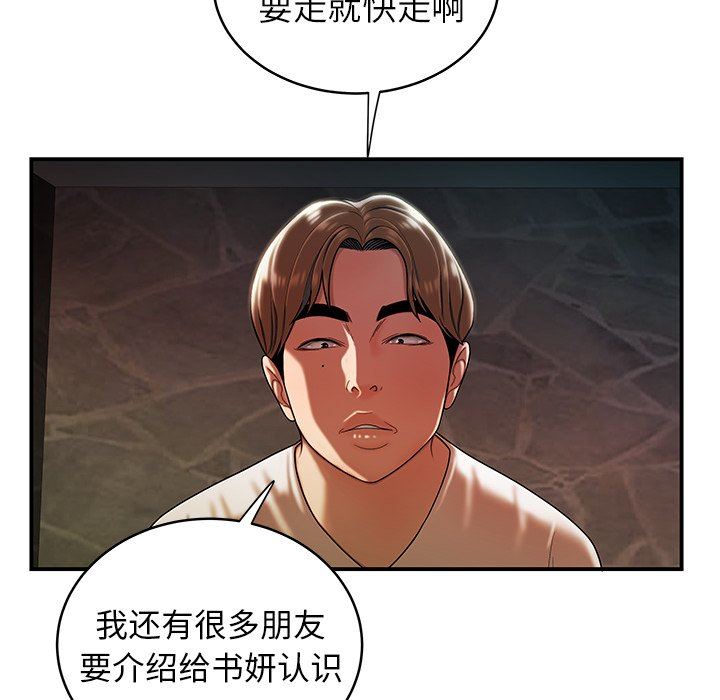 要走就快走啊
我还有很多朋友
要介绍给书妍认识